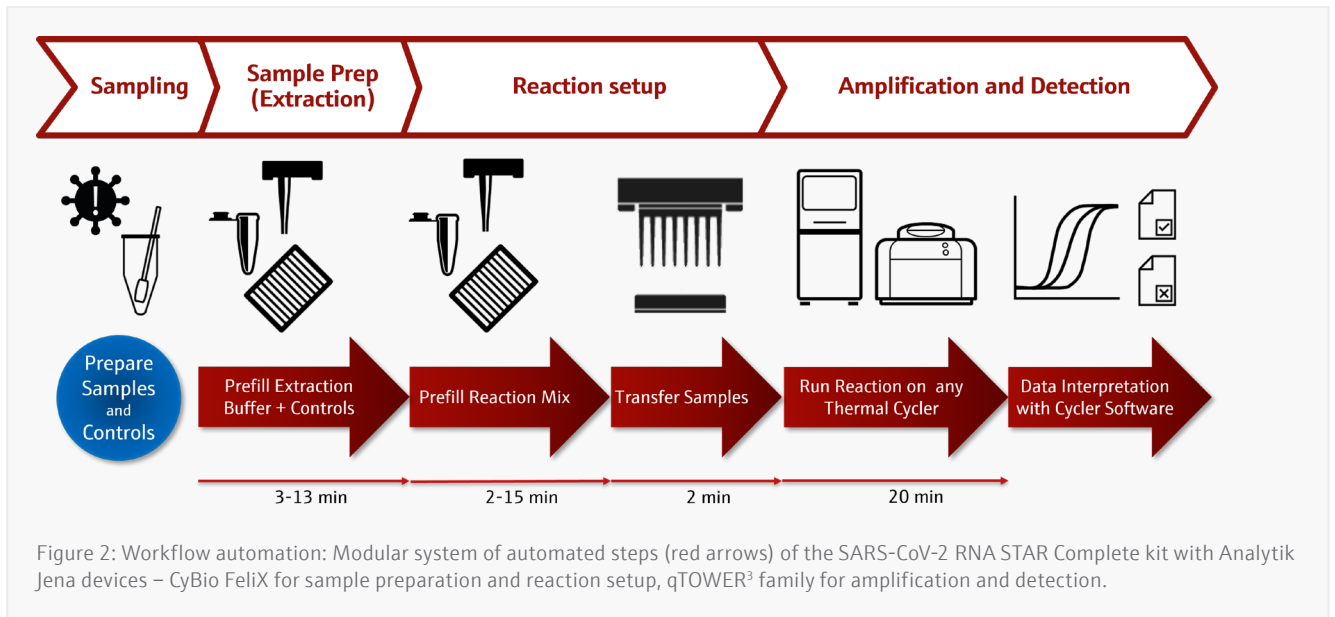 Sampling
Sample Prep
(Extraction)
Reaction setup
Amplification and Detection
Prepare
Samples
and
Controls
Prefill Extraction
Buffer + Controls
Prefill Reaction Mix
Transfer Samples
Run Reaction on any
Thermal Cycler
Data Interpretation
with Cycler Software
3-13 min
2-15 min
2 min
20 min
Figure 2: Workflow automation: Modular system of automated steps (red arrows) of the SARS-CoV-2 RNA STAR Complete kit with Analytik
Jena devices – CyBio FeliX for sample preparation and reaction setup, qTOWER³ family for amplification and detection.